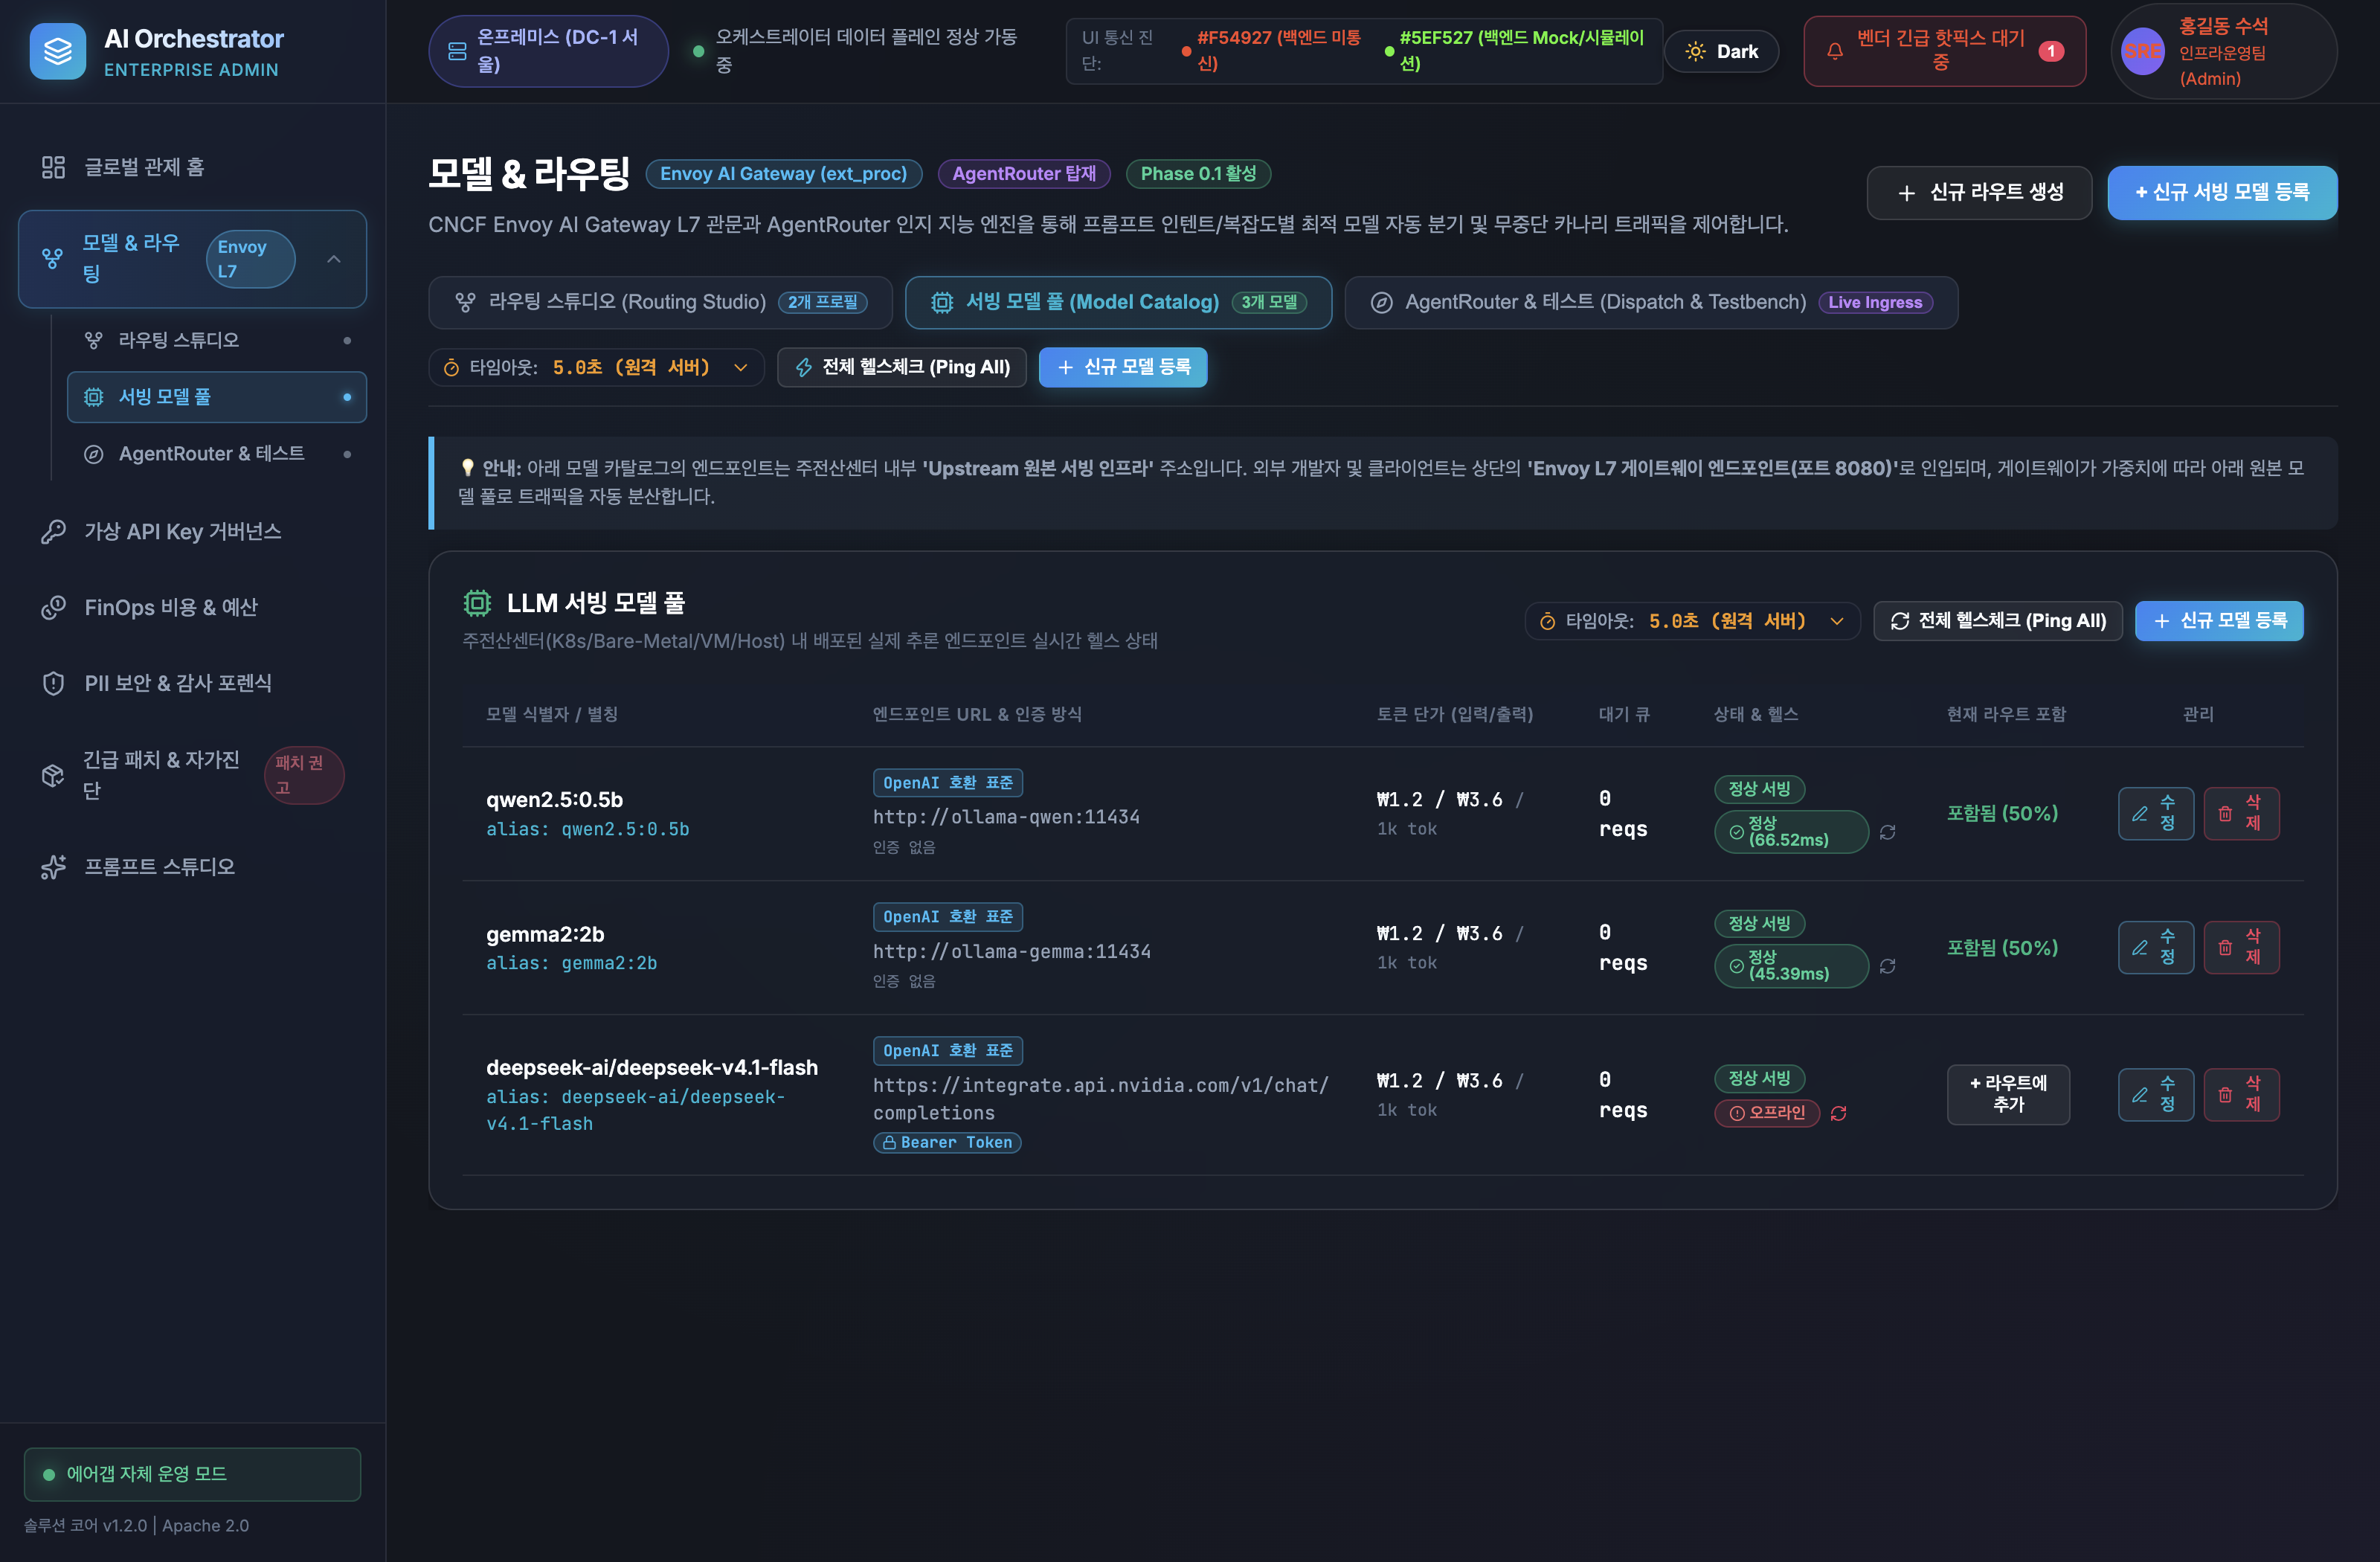 AI Orchestrator
ENTERPRISE ADMIN
글로벌 관제 홈
모델 & 라우
팅
Envoy
L7
라우팅 스튜디오
서빙 모델 풀
AgentRouter & 테스트
가상 API Key 거버넌스
FinOps 비용 & 예산
PII 보안 & 감사 포렌식
긴급 패치 & 자가진
단
패치 권
고
프롬프트 스튜디오
에어갭 자체 운영 모드
솔루션 코어 v1.2.0 | Apache 2.0
온프레미스 (DC-1 서
울)
오케스트레이터 데이터 플레인 정상 가동
중
UI 통신 진
단:
#F54927 (백엔드 미통
신)
#5EF527 (백엔드 Mock/시뮬레이
션)
Dark
벤더 긴급 핫픽스 대기
중
1
SRE
홍길동 수석
인프라운영팀
(Admin)
모델 & 라우팅
Envoy AI Gateway (ext_proc)
AgentRouter 탑재
Phase 0.1 활성
CNCF Envoy AI Gateway L7 관문과 AgentRouter 인지 지능 엔진을 통해 프롬프트 인텐트/복잡도별 최적 모델 자동 분기 및 무중단 카나리 트래픽을 제어합니다.
+ 신규 라우트 생성
+ 신규 서빙 모델 등록
라우팅 스튜디오 (Routing Studio) 2개 프로필
서빙 모델 풀 (Model Catalog) 3개 모델
AgentRouter & 테스트 (Dispatch & Testbench) Live Ingress
타임아웃: 5.0초 (원격 서버)
전체 헬스체크 (Ping All)
+ 신규 모델 등록
💡 안내: 아래 모델 카탈로그의 엔드포인트는 주전산센터 내부 'Upstream 원본 서빙 인프라' 주소입니다. 외부 개발자 및 클라이언트는 상단의 'Envoy L7 게이트웨이 엔드포인트(포트 8080)'로 인입되며, 게이트웨이가 가중치에 따라 아래 원본 모
델 풀로 트래픽을 자동 분산합니다.
LLM 서빙 모델 풀
주전산센터(K8s/Bare-Metal/VM/Host) 내 배포된 실제 추론 엔드포인트 실시간 헬스 상태
타임아웃: 5.0초 (원격 서버)
전체 헬스체크 (Ping All)
+ 신규 모델 등록
모델 식별자 / 별칭
엔드포인트 URL & 인증 방식
토큰 단가 (입력/출력)
대기 큐
상태 & 헬스
현재 라우트 포함
관리
qwen2.5:0.5b
alias: qwen2.5:0.5b
OpenAI 호환 표준
http://ollama-qwen:11434
인증 없음
₩1.2 / ₩3.6 /
1k tok
0
reqs
정상 서빙
정상
(66.52ms)
포함됨 (50%)
수
정
삭
제
gemma2:2b
alias: gemma2:2b
OpenAI 호환 표준
http://ollama-gemma:11434
인증 없음
₩1.2 / ₩3.6 /
1k tok
0
reqs
정상 서빙
정상
(45.39ms)
포함됨 (50%)
수
정
삭
제
deepseek-ai/deepseek-v4.1-flash
alias: deepseek-ai/deepseek-
v4.1-flash
OpenAI 호환 표준
https://integrate.api.nvidia.com/v1/chat/
completions
Bearer Token
₩1.2 / ₩3.6 /
1k tok
0
reqs
정상 서빙
오프라인
+ 라우트에
추가
수
정
삭
제